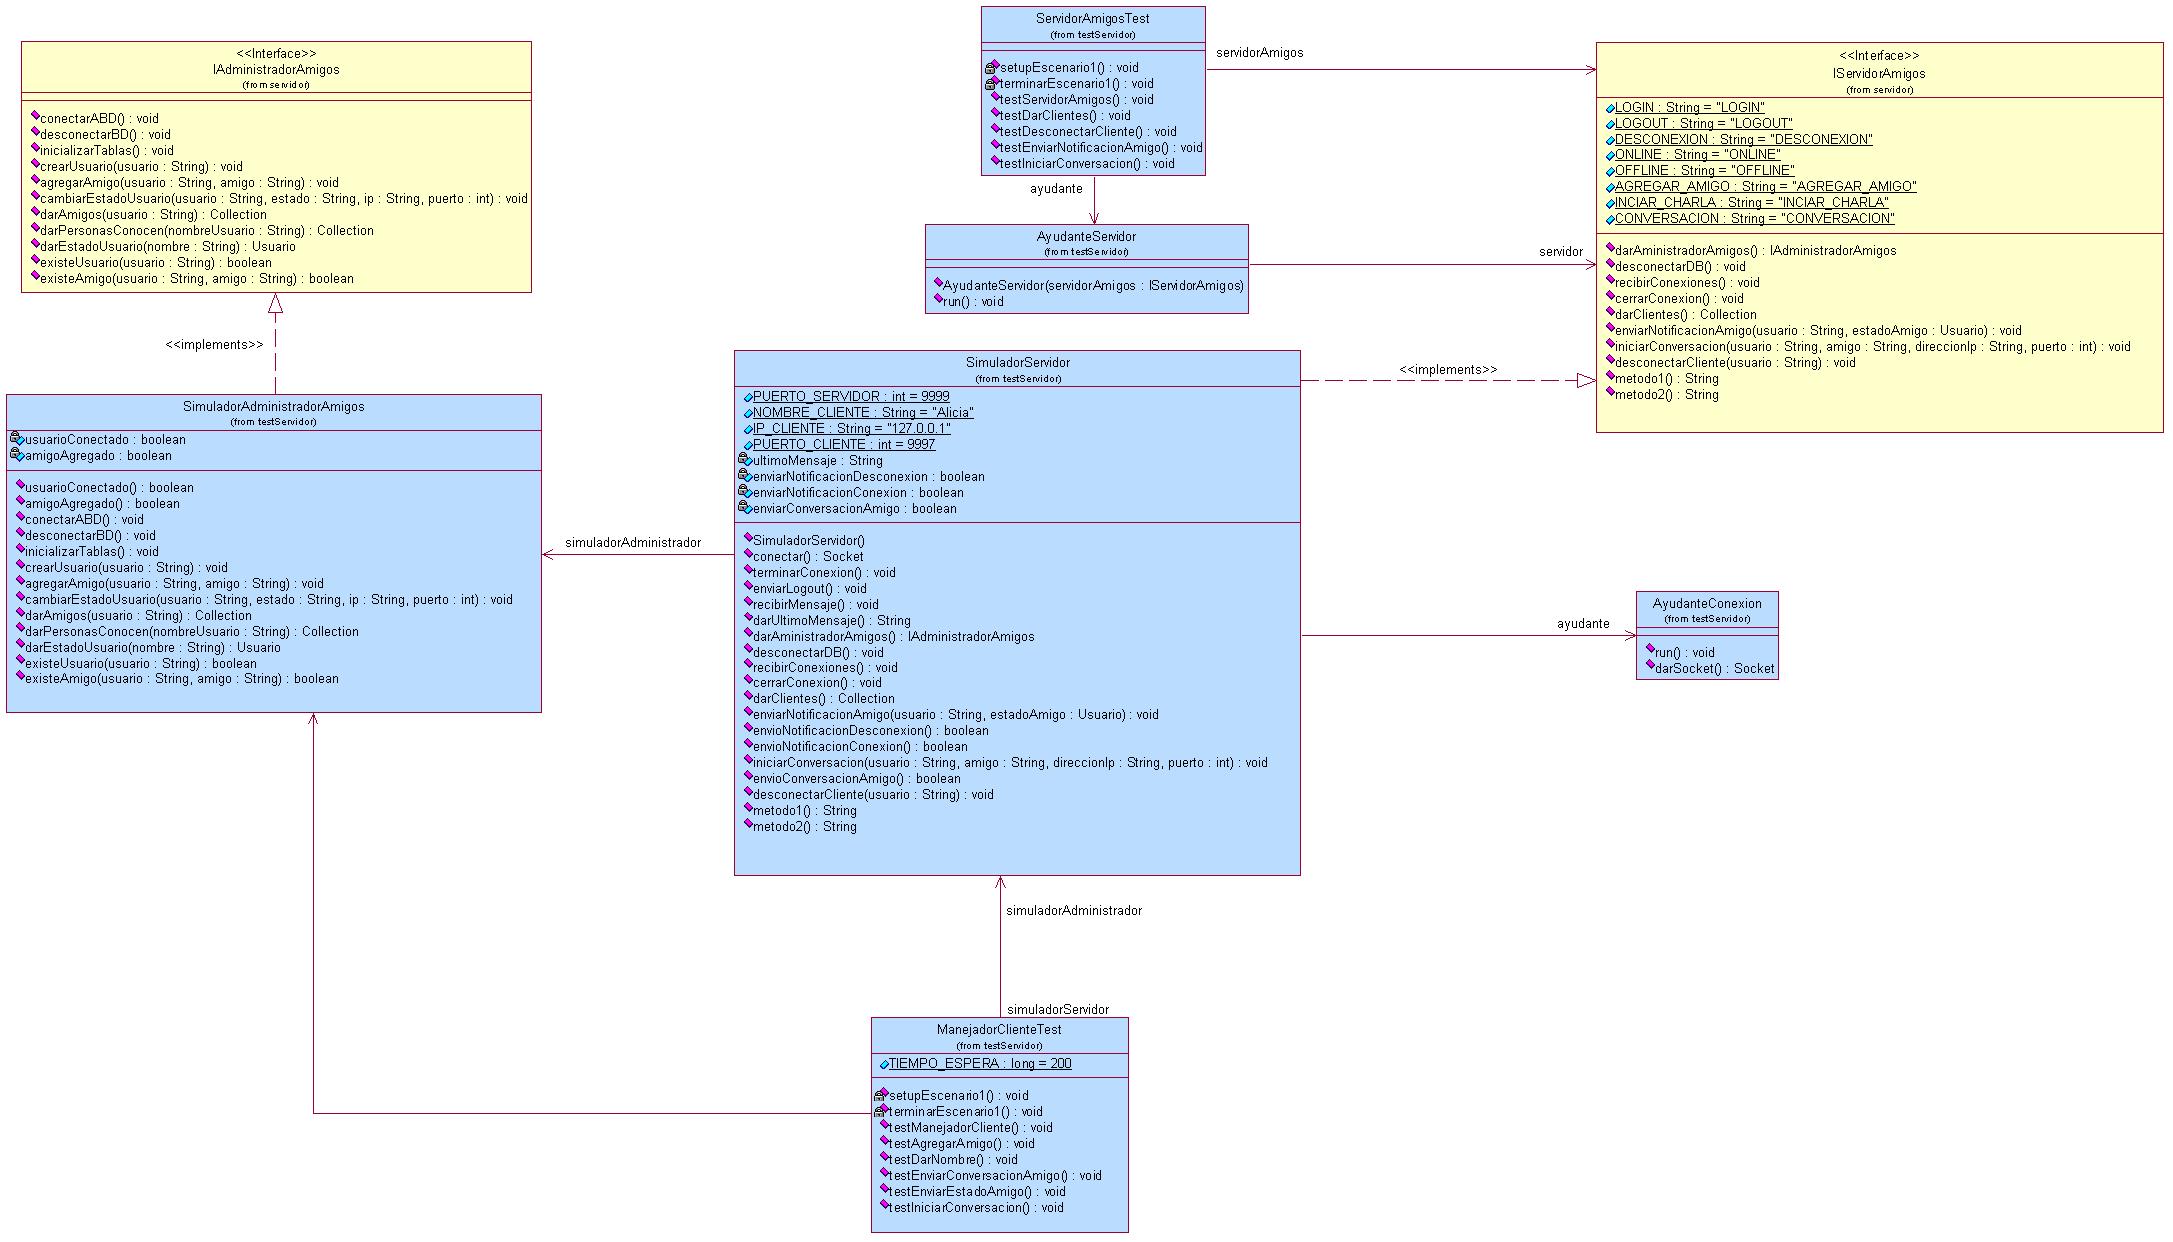 <<Interface>>
IAdministradorAmigos
(from servidor)
conectarABD() : void
desconectarBD() : void
inicializarTablas() : void
crearUsuario(usuario : String) : void
agregarAmigo(usuario : String, amigo : String) : void
cambiarEstadoUsuario(usuario : String, estado : String, ip : String, puerto : int) : void
darAmigos(usuario : String) : Collection
darPersonasConocen(nombreUsuario : String) : Collection
darEstadoUsuario(nombre : String) : Usuario
existeUsuario(usuario : String) : boolean
existeAmigo(usuario : String, amigo : String) : boolean
<<implements>>
ServidorAmigosTest
(from testServidor)
setupEscenario1() : void
terminarEscenario1() : void
testServidorAmigos() : void
testDarClientes() : void
testDesconectarCliente() : void
testEnviarNotificacionAmigo() : void
testIniciarConversacion() : void
servidorAmigos
ayudante
AyudanteServidor
(from testServidor)
AyudanteServidor(servidorAmigos : IServidorAmigos)
run() : void
servidor
<<Interface>>
IServidorAmigos
(from servidor)
LOGIN : String = "LOGIN"
LOGOUT : String = "LOGOUT"
DESCONEXION : String = "DESCONEXION"
ONLINE : String = "ONLINE"
OFFLINE : String = "OFFLINE"
AGREGAR_AMIGO : String = "AGREGAR_AMIGO"
INCIAR_CHARLA : String = "INCIAR_CHARLA"
CONVERSACION : String = "CONVERSACION"
darAministradorAmigos() : IAdministradorAmigos
desconectarDB() : void
recibirConexiones() : void
cerrarConexion() : void
darClientes() : Collection
enviarNotificacionAmigo(usuario : String, estadoAmigo : Usuario) : void
iniciarConversacion(usuario : String, amigo : String, direccionIp : String, puerto : int) : void
desconectarCliente(usuario : String) : void
metodo1() : String
metodo2() : String
<<implements>>
SimuladorAdministradorAmigos
(from testServidor)
usuarioConectado : boolean
amigoAgregado : boolean
usuarioConectado() : boolean
amigoAgregado() : boolean
conectarABD() : void
desconectarBD() : void
inicializarTablas() : void
crearUsuario(usuario : String) : void
agregarAmigo(usuario : String, amigo : String) : void
cambiarEstadoUsuario(usuario : String, estado : String, ip : String, puerto : int) : void
darAmigos(usuario : String) : Collection
darPersonasConocen(nombreUsuario : String) : Collection
darEstadoUsuario(nombre : String) : Usuario
existeUsuario(usuario : String) : boolean
existeAmigo(usuario : String, amigo : String) : boolean
simuladorAdministrador
SimuladorServidor
(from testServidor)
PUERTO_SERVIDOR : int = 9999
NOMBRE_CLIENTE : String = "Alicia"
IP_CLIENTE : String = "127.0.0.1"
PUERTO_CLIENTE : int = 9997
ultimoMensaje : String
enviarNotificacionDesconexion : boolean
enviarNotificacionConexion : boolean
enviarConversacionAmigo : boolean
SimuladorServidor()
conectar() : Socket
terminarConexion() : void
enviarLogout() : void
recibirMensaje() : void
darUltimoMensaje() : String
darAministradorAmigos() : IAdministradorAmigos
desconectarDB() : void
recibirConexiones() : void
cerrarConexion() : void
darClientes() : Collection
enviarNotificacionAmigo(usuario : String, estadoAmigo : Usuario) : void
envioNotificacionDesconexion() : boolean
envioNotificacionConexion() : boolean
iniciarConversacion(usuario : String, amigo : String, direccionIp : String, puerto : int) : void
envioConversacionAmigo() : boolean
desconectarCliente(usuario : String) : void
metodo1() : String
metodo2() : String
ayudante
AyudanteConexion
(from testServidor)
run() : void
darSocket() : Socket
simuladorAdministrador
simuladorServidor
ManejadorClienteTest
(from testServidor)
TIEMPO_ESPERA : long = 200
setupEscenario1() : void
terminarEscenario1() : void
testManejadorCliente() : void
testAgregarAmigo() : void
testDarNombre() : void
testEnviarConversacionAmigo() : void
testEnviarEstadoAmigo() : void
testIniciarConversacion() : void